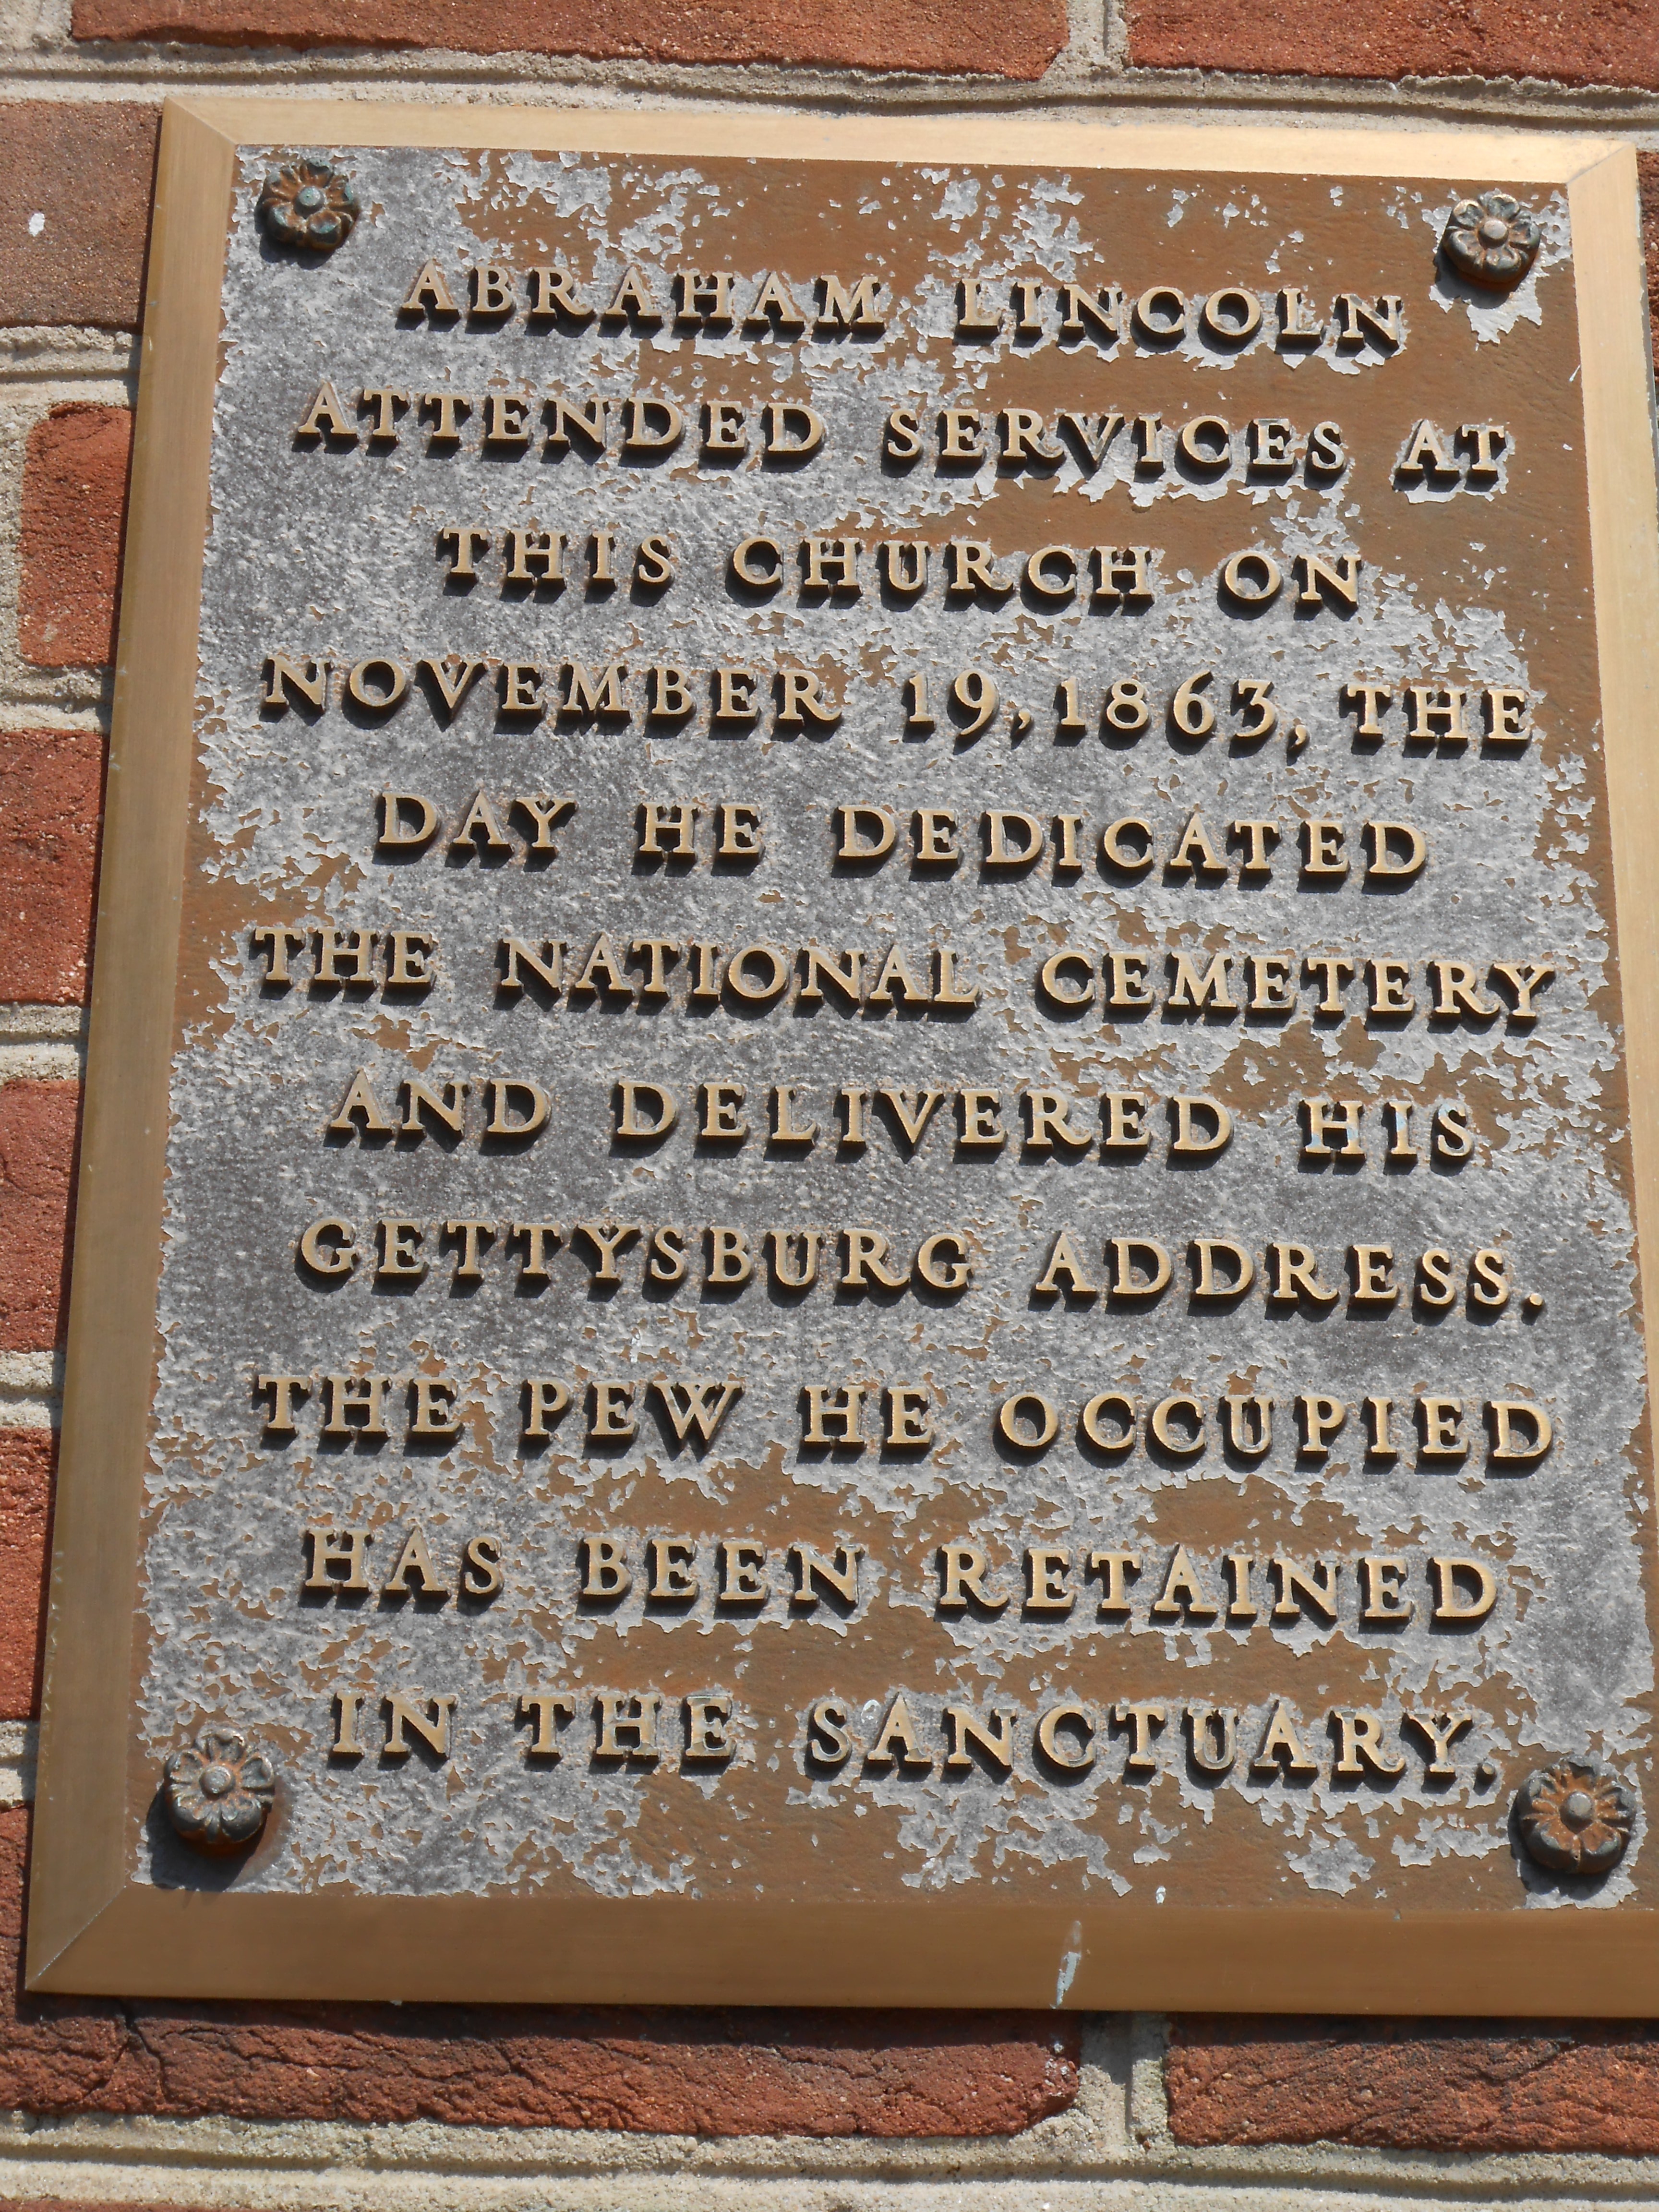 ABRAHAM LINCOLN
ATTENDED SERVICES AT
THIS CHURCH ON
NOVEMBER 19, 1863, THE
DAY HE DEDICATED
THE NATIONAL CEMETERY
AND DELIVERED HIS
GETTYSBURG ADDRESS.
THE PEW HE OCCUPIED
HAS BEEN RETAINED
IN THE SANCTUARY.